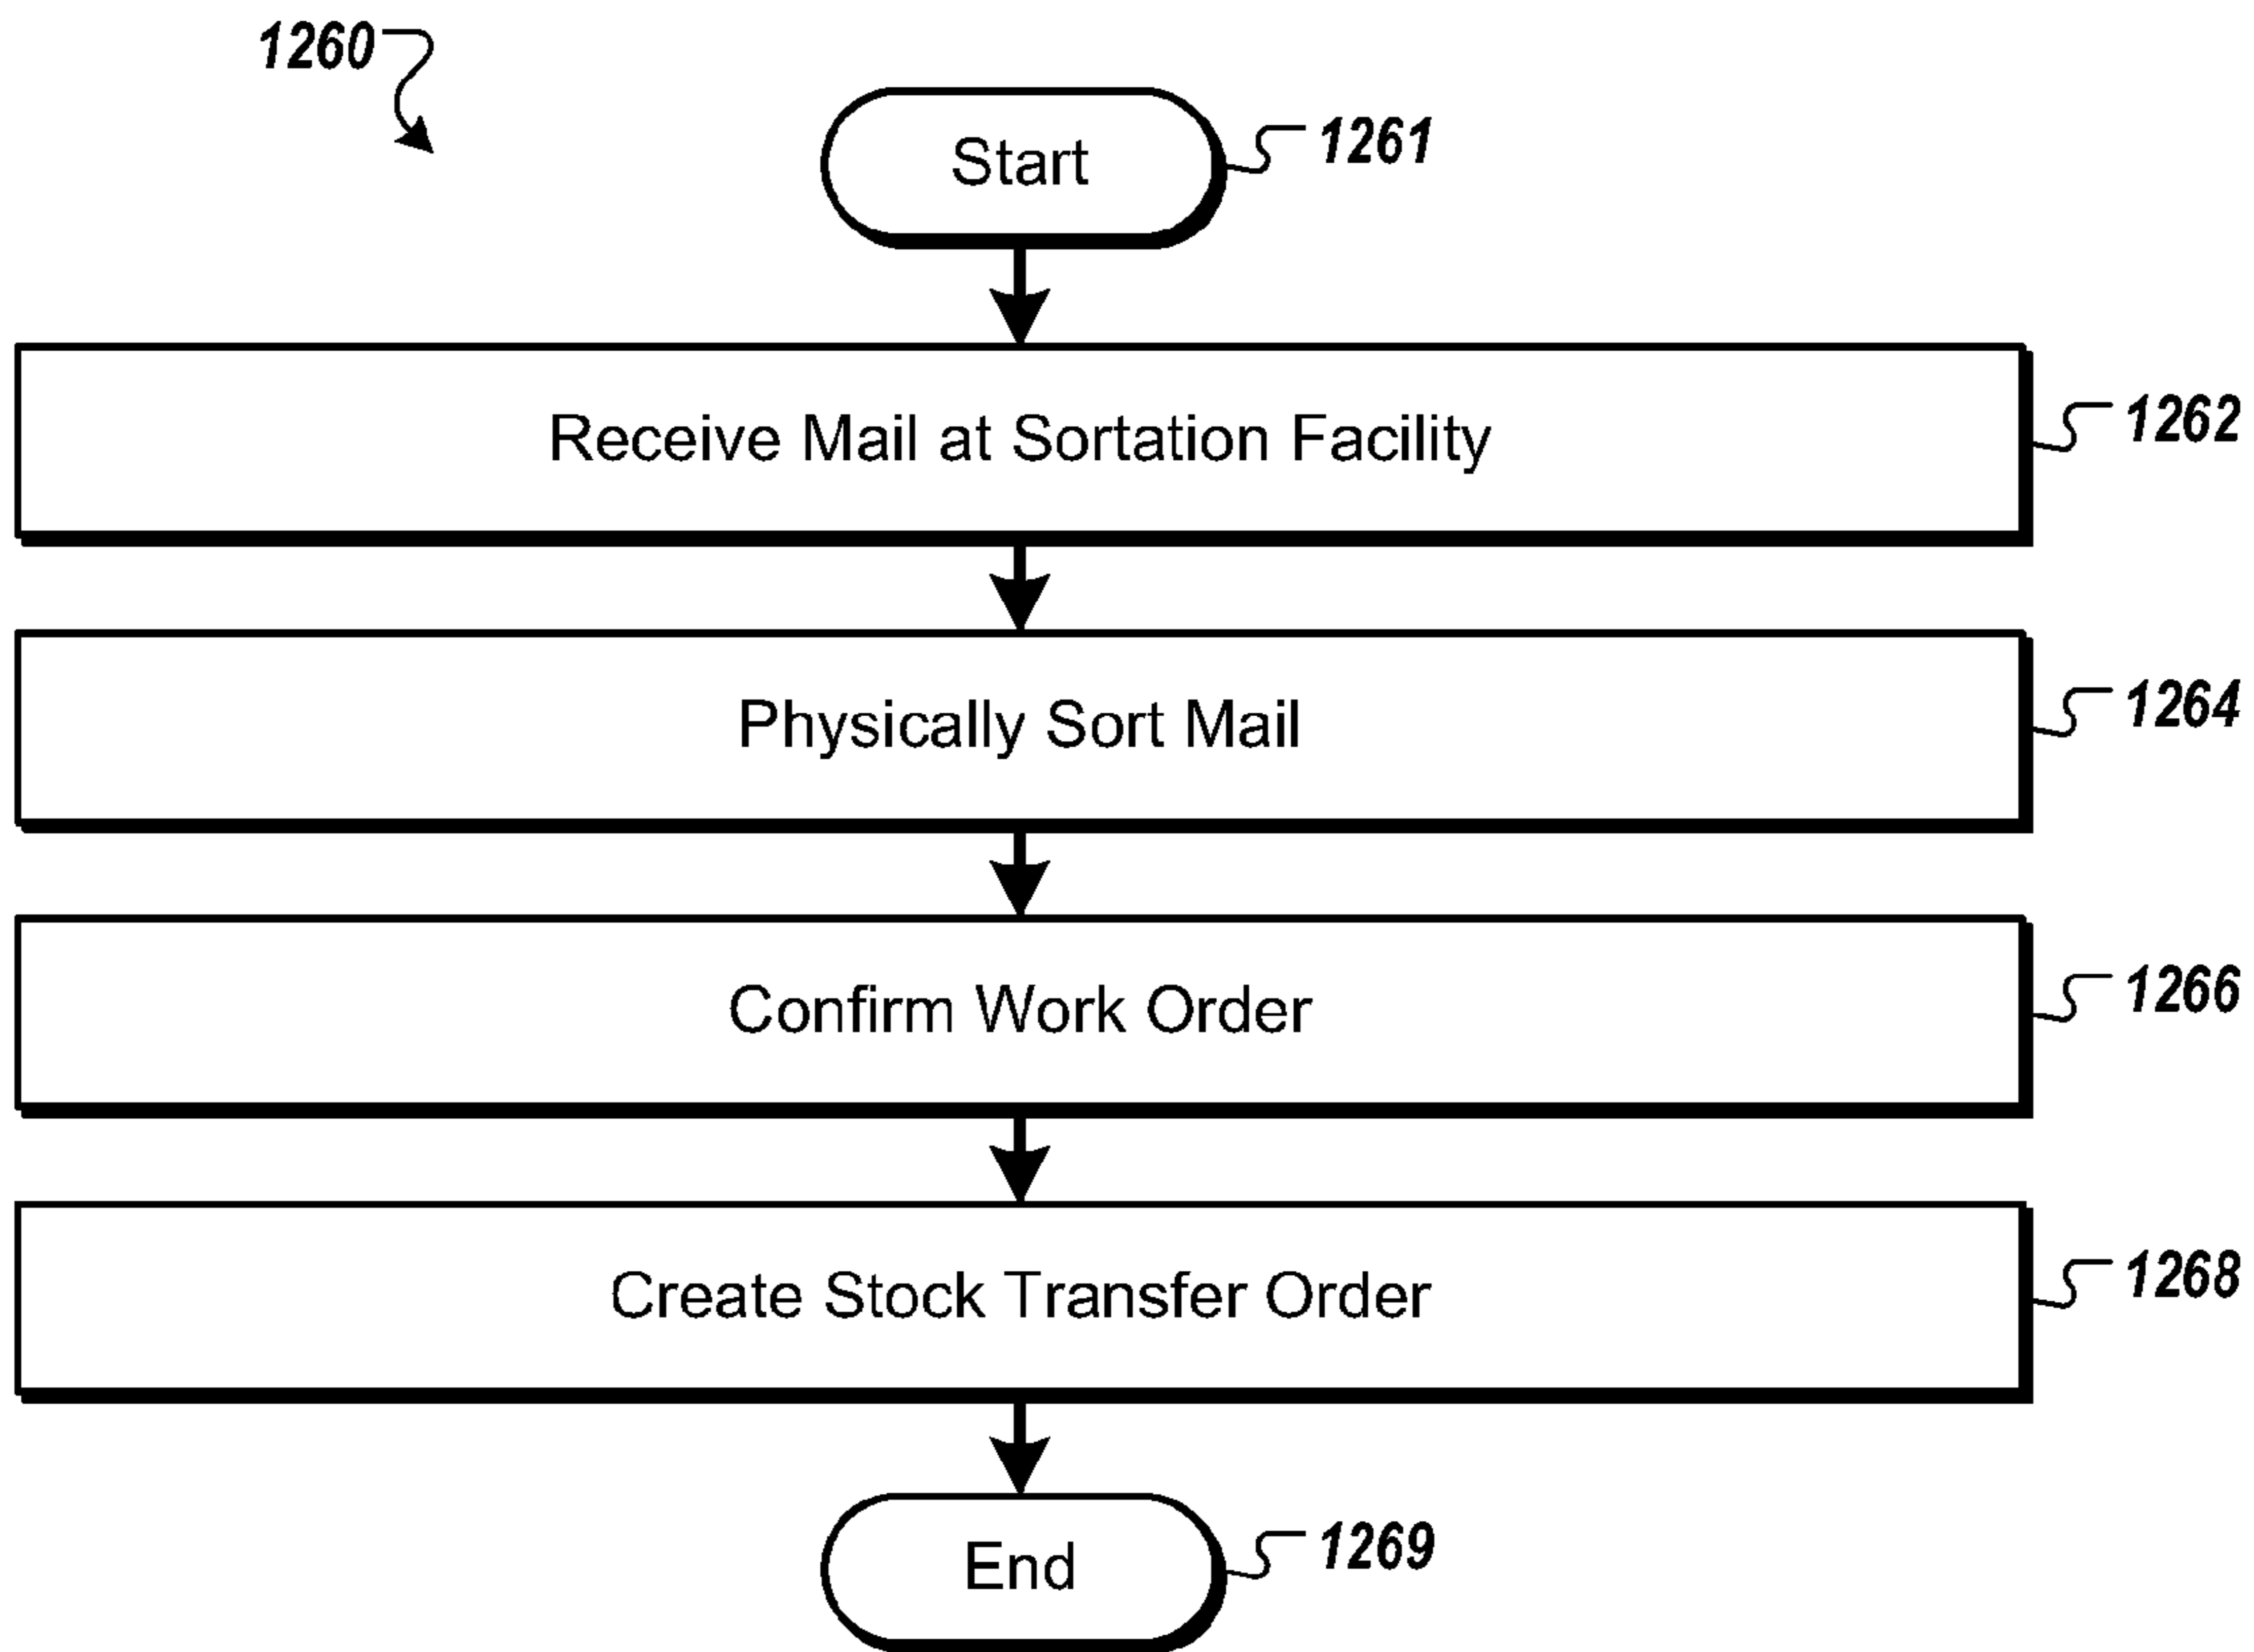 1260
Start
1261
Receive Mail at Sortation Facility
1262
Physically Sort Mail
1264
Confirm Work Order
1266
Create Stock Transfer Order
1268
End
1269